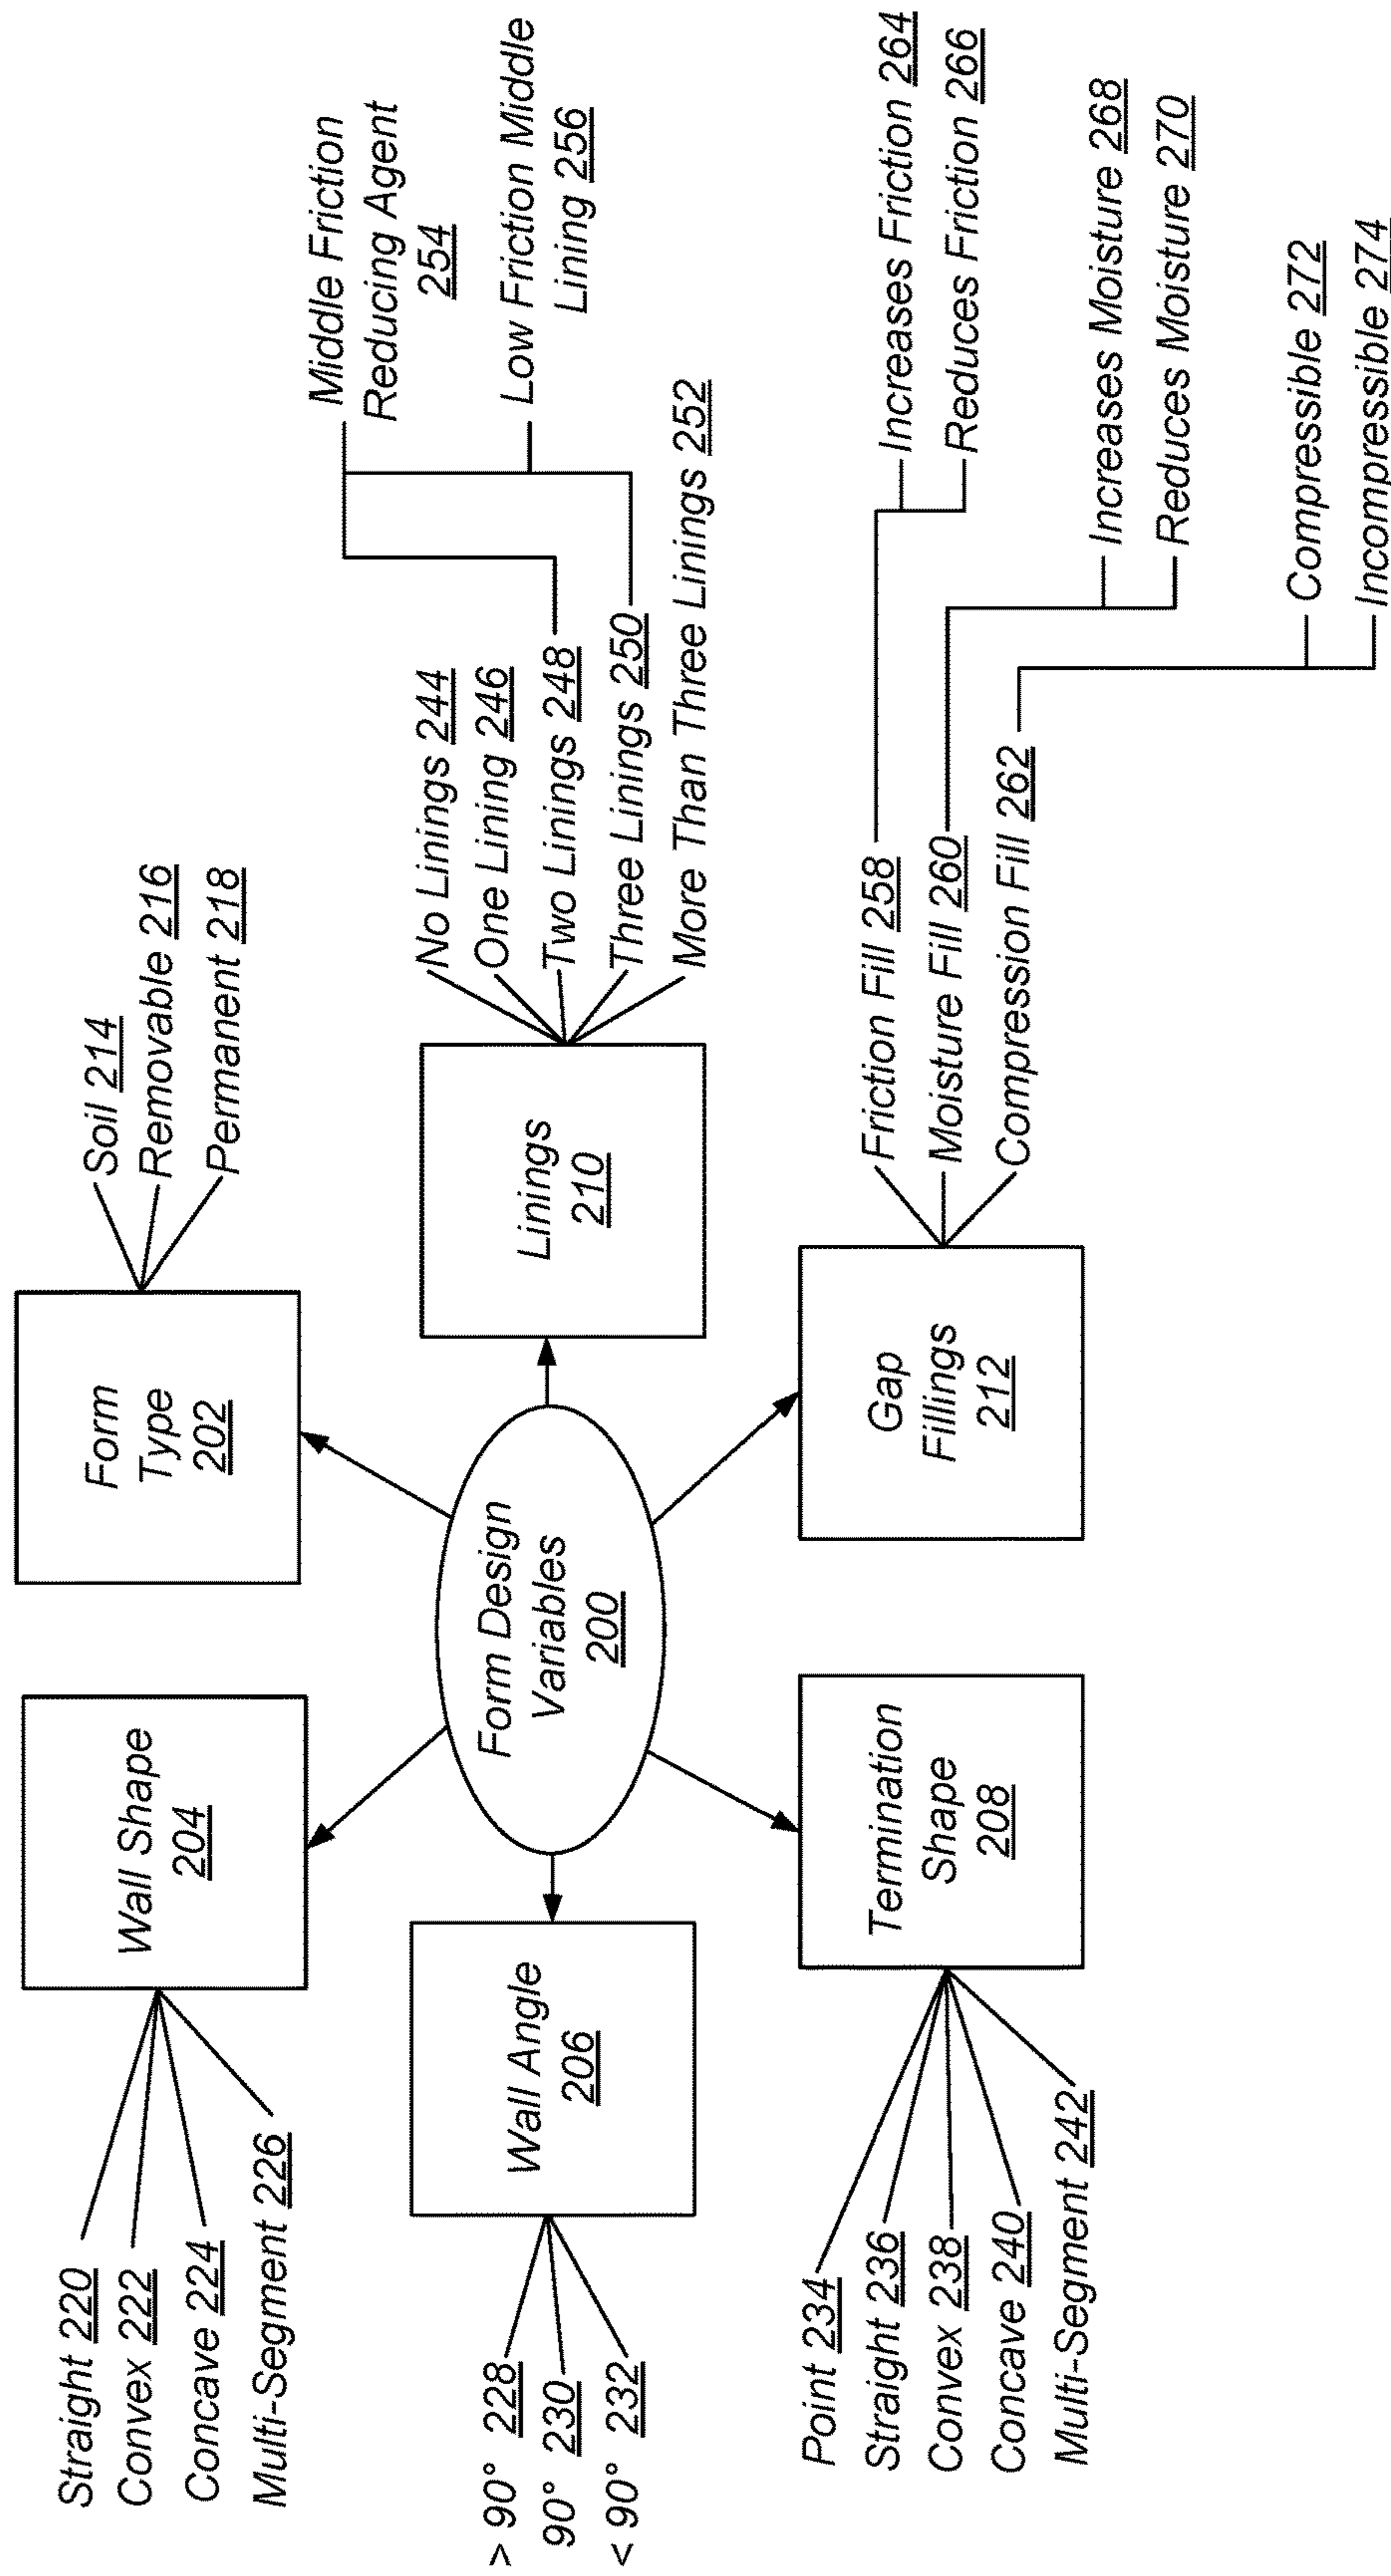 Straight 220
Convex 222
Concave 224
Multi-Segment 226
Wall Shape
204
Form
Type
202
Soil 214
Removable 216
Permanent 218
> 90° 228
90° 230
< 90° 232
Wall Angle
206
Form Design
Variables
200
Linings
210
No Linings 244
One Lining 246
Two Linings 248
Three Linings 250
More Than Three Linings 252
Middle Friction
Reducing Agent
254
Low Friction Middle
Lining 256
Point 234
Straight 236
Convex 238
Concave 240
Multi-Segment 242
Termination
Shape
208
Gap
Fillings
212
Friction Fill 258
Moisture Fill 260
Compression Fill 262
Increases Friction 264
Reduces Friction 266
Increases Moisture 268
Reduces Moisture 270
Compressible 272
Incompressible 274